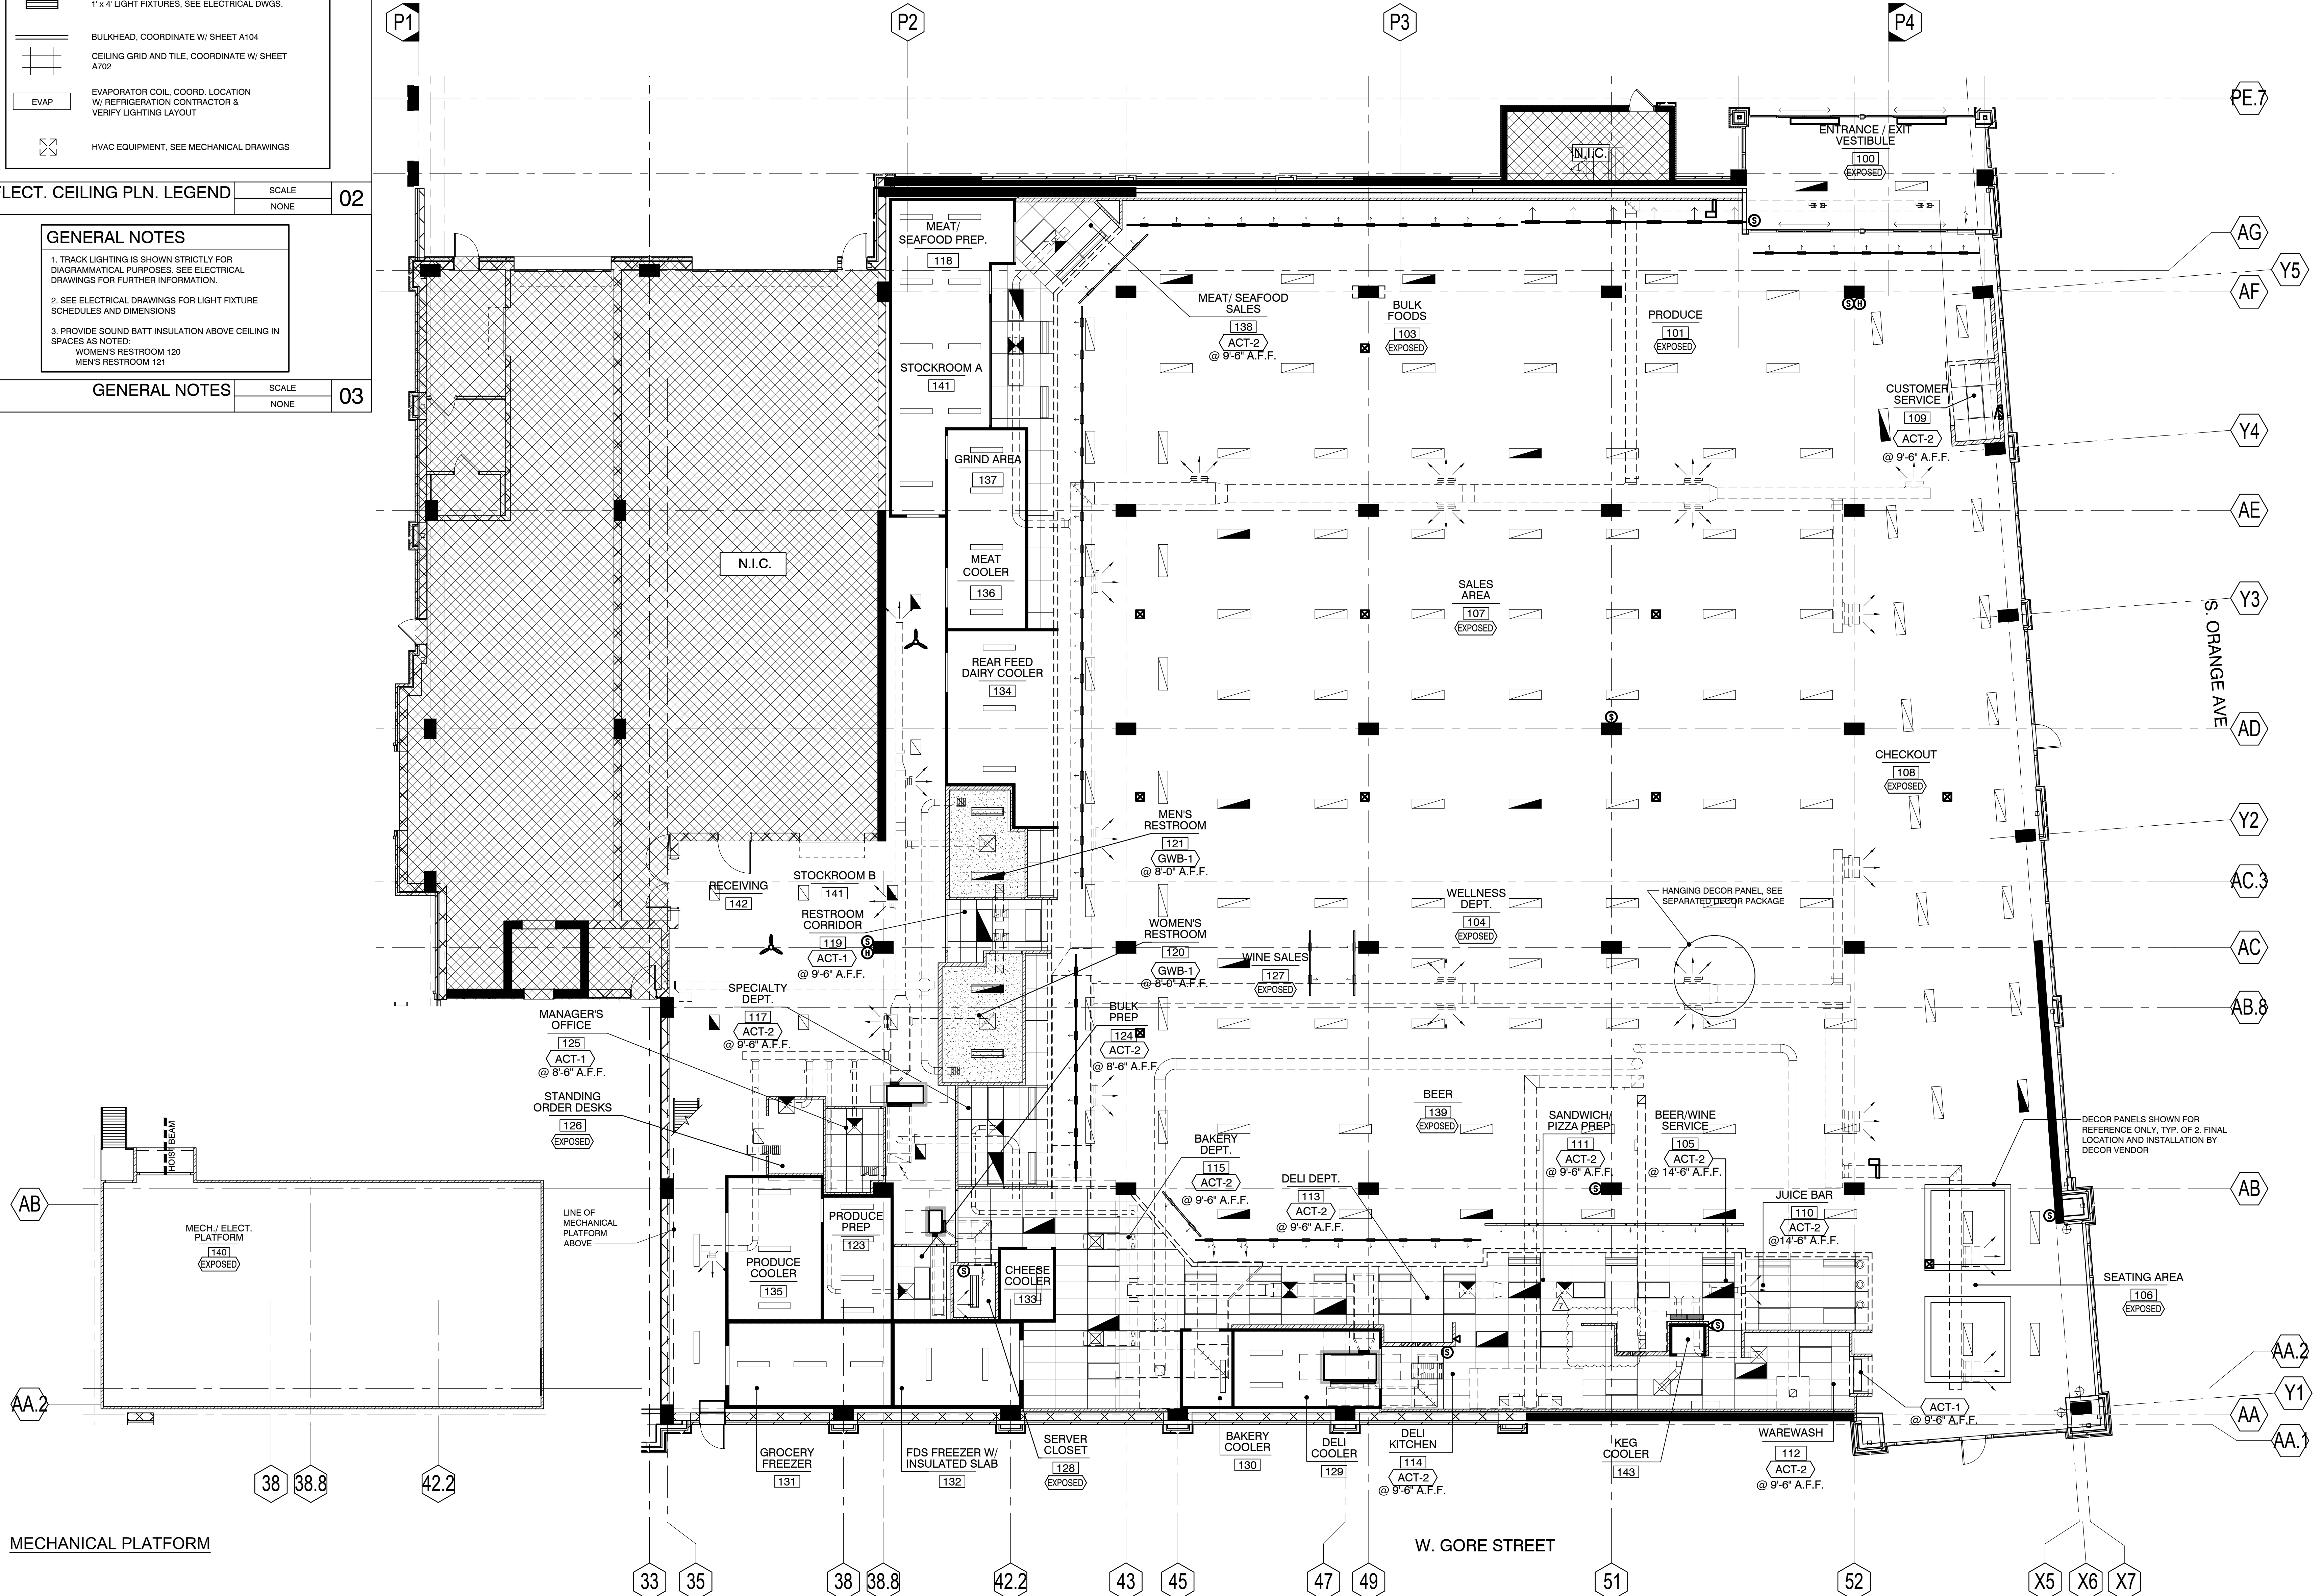 1' x 4' LIGHT FIXTURES, SEE ELECTRICAL DWGS.
BULKHEAD, COORDINATE W/ SHEET A104
CEILING GRID AND TILE, COORDINATE W/ SHEET
A702
EVAP
EVAPORATOR COIL, COORD. LOCATION
W/ REFRIGERATION CONTRACTOR &
VERIFY LIGHTING LAYOUT
HVAC EQUIPMENT, SEE MECHANICAL DRAWINGS
FLECT. CEILING PLN. LEGEND
SCALE
NONE
02
GENERAL NOTES
1. TRACK LIGHTING IS SHOWN STRICTLY FOR
DIAGRAMMATICAL PURPOSES. SEE ELECTRICAL
DRAWINGS FOR FURTHER INFORMATION.
2. SEE ELECTRICAL DRAWINGS FOR LIGHT FIXTURE
SCHEDULES AND DIMENSIONS
3. PROVIDE SOUND BATT INSULATION ABOVE CEILING IN
SPACES AS NOTED:
WOMEN'S RESTROOM 120
MEN'S RESTROOM 121
GENERAL NOTES
SCALE
NONE
03
P1
P2
P3
P4
PE.7
AG
Y5
AF
Y4
AE
Y3
AD
Y2
AC.3
AC
AB.8
AB
AA.2
Y1
AA
AA.1
S. ORANGE AVE
N.I.C.
ENTRANCE / EXIT
VESTIBULE
100
EXPOSED
S
MEAT/
SEAFOOD PREP.
118
MEAT/ SEAFOOD
SALES
138
ACT-2
@ 9'-6" A.F.F.
BULK
FOODS
103
EXPOSED
PRODUCE
101
EXPOSED
S H
STOCKROOM A
141
CUSTOMER
SERVICE
109
ACT-2
@ 9'-6" A.F.F.
GRIND AREA
137
N.I.C.
MEAT
COOLER
136
SALES
AREA
107
EXPOSED
REAR FEED
DAIRY COOLER
134
S
CHECKOUT
108
EXPOSED
MEN'S
RESTROOM
121
GWB-1
@ 8'-0" A.F.F.
RECEIVING
142
STOCKROOM B
141
RESTROOM
CORRIDOR
119
ACT-1
@ 9'-6" A.F.F.
S
H
WELLNESS
DEPT.
104
EXPOSED
HANGING DECOR PANEL, SEE
SEPARATED DECOR PACKAGE
WOMEN'S
RESTROOM
120
GWB-1
@ 8'-0" A.F.F.
WINE SALES
127
EXPOSED
SPECIALTY
DEPT.
117
ACT-2
@ 9'-6" A.F.F.
MANAGER'S
OFFICE
125
ACT-1
@ 8'-6" A.F.F.
BULK
PREP
124
ACT-2
@ 8'-6" A.F.F.
STANDING
ORDER DESKS
126
EXPOSED
BEER
139
EXPOSED
SANDWICH/
PIZZA PREP
111
ACT-2
@ 9'-6" A.F.F.
BEER/WINE
SERVICE
105
ACT-2
@ 14'-6" A.F.F.
S
DECOR PANELS SHOWN FOR
REFERENCE ONLY, TYP. OF 2. FINAL
LOCATION AND INSTALLATION BY
DECOR VENDOR
BAKERY
DEPT.
115
ACT-2
@ 9'-6" A.F.F.
DELI DEPT.
113
ACT-2
@ 9'-6" A.F.F.
JUICE BAR
110
ACT-2
@14'-6" A.F.F.
S
HOIST BEAM
AB
MECH./ ELECT.
PLATFORM
140
EXPOSED
LINE OF
MECHANICAL
PLATFORM
ABOVE
PRODUCE
PREP
123
PRODUCE
COOLER
135
S
CHEESE
COOLER
133
7
S
S
SEATING AREA
106
EXPOSED
AA.2
ACT-1
@ 9'-6" A.F.F.
GROCERY
FREEZER
131
FDS FREEZER W/
INSULATED SLAB
132
SERVER
CLOSET
128
EXPOSED
BAKERY
COOLER
130
DELI
COOLER
129
DELI
KITCHEN
114
ACT-2
@ 9'-6" A.F.F.
KEG
COOLER
143
WAREWASH
112
ACT-2
@ 9'-6" A.F.F.
38
38.8
42.2
MECHANICAL PLATFORM
W. GORE STREET
33
35
38
38.8
42.2
43
45
47
49
51
52
X5
X6
X7